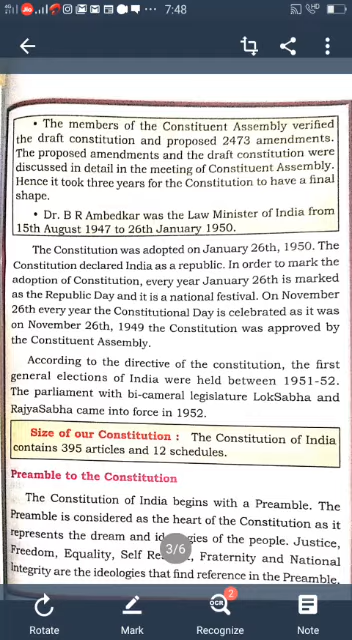 7:48
• The members of the Constituent Assembly verified
the draft constitution and proposed 2473 amendments.
The proposed amendments and the draft constitution were
discussed in detail in the meeting of Constituent Assembly.
Hence it took three years for the Constitution to have a final
shape.
• Dr. B R Ambedkar was the Law Minister of India from
15th August 1947 to 26th January 1950.
The Constitution was adopted on January 26th, 1950. The
Constitution declared India as a republic. In order to mark the
adoption of Constitution, every year January 26th is marked
as the Republic Day and it is a national festival. On November
26th every year the Constitutional Day is celebrated as it was
on November 26th, 1949 the Constitution was approved by
the Constituent Assembly.
According to the directive of the constitution, the first
general elections of India were held between 1951-52.
The parliament with bi-cameral legislature LokSabha and
RajyaSabha came into force in 1952.
Size of our Constitution : The Constitution of India
contains 395 articles and 12 schedules.
Preamble to the Constitution
The Constitution of India begins with a Preamble. The
Preamble is considered as the heart of the Constitution as it
represents the dream and of the people. Justice,
Freedom, Equality, Self Fraternity and National
Integrity are the ideologies that find reference in the Preamble.
3/6
2
OCR
Rotate Mark Recognize Note